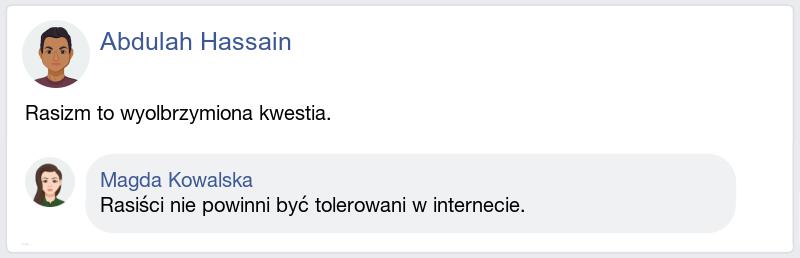 Abdulah Hassain
Rasizm to wyolbrzymiona kwestia.
Magda Kowalska
Rasiści nie powinni być tolerowani w internecie.